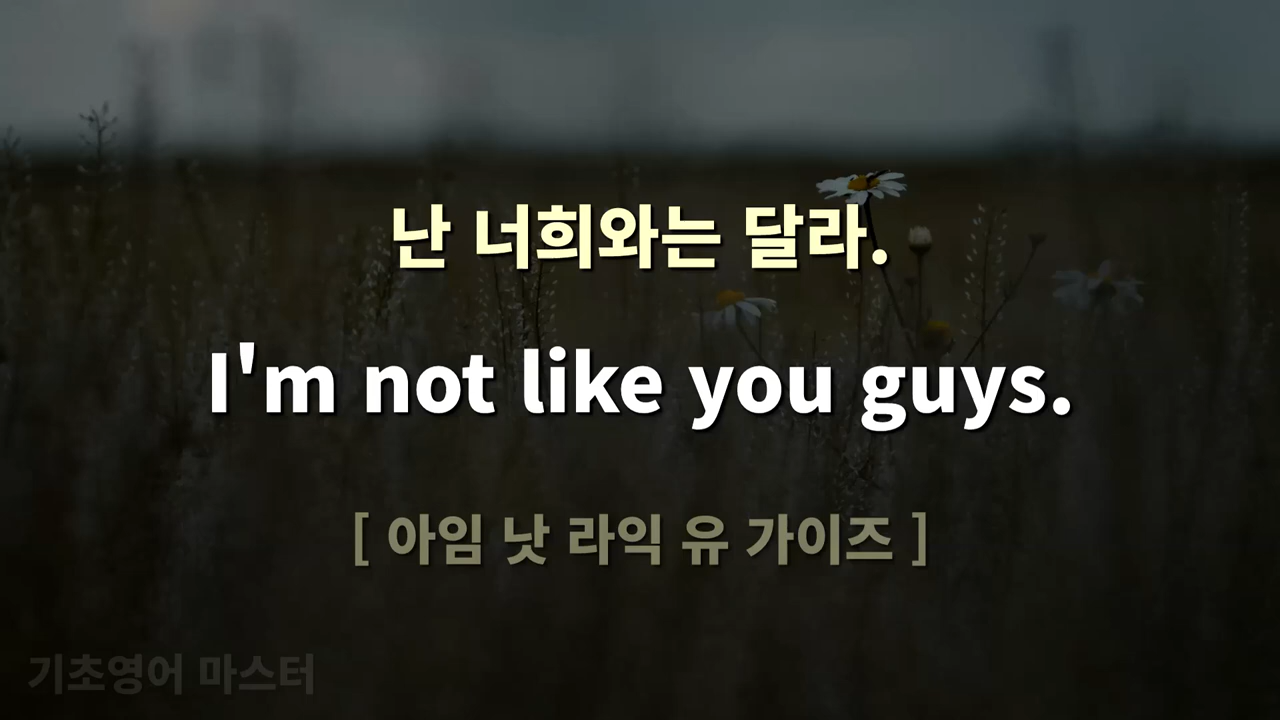 난 너희와는 달라.
I'm not like you guys.
[ 아임 낫 라익 유 가이즈 ]
기초영어 마스터